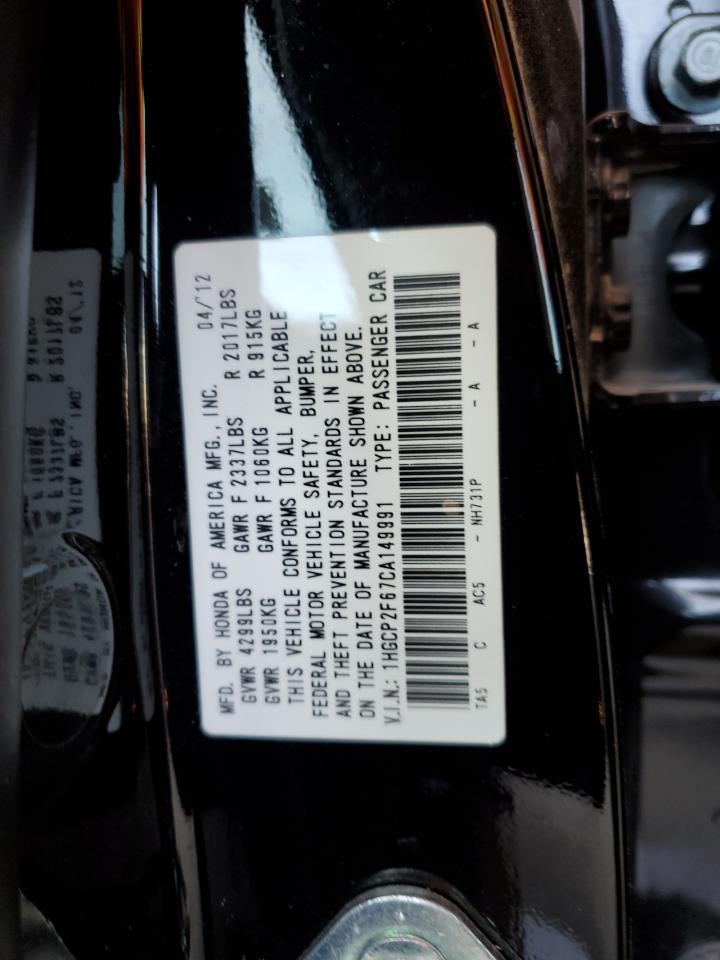 MFD. BY HONDA OF AMERICA MFG., INC. 04/'12
GVWR 4299LBS GAWR F 2337LBS R 2017LBS
GVWR 1950KG GAWR F 1060KG R 915KG
THIS VEHICLE CONFORMS TO ALL APPLICABLE
FEDERAL MOTOR VEHICLE SAFETY, BUMPER,
AND THEFT PREVENTION STANDARDS IN EFFECT
ON THE DATE OF MANUFACTURE SHOWN ABOVE.
V.I.N.: 1HGCP2F67CA149991 TYPE: PASSENGER CAR
TA5 C AC5 - NH731P - A - A